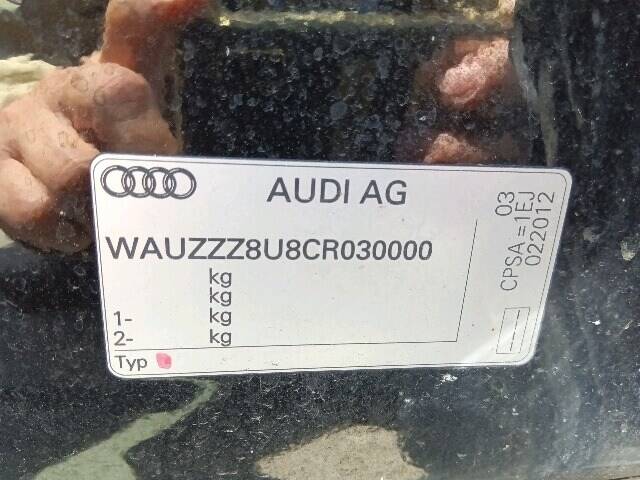 AUDI AG
WAUZZZ8U8CR030000
kg
kg
1- kg
2- kg
Typ
03
CPSA=1EJ
022012